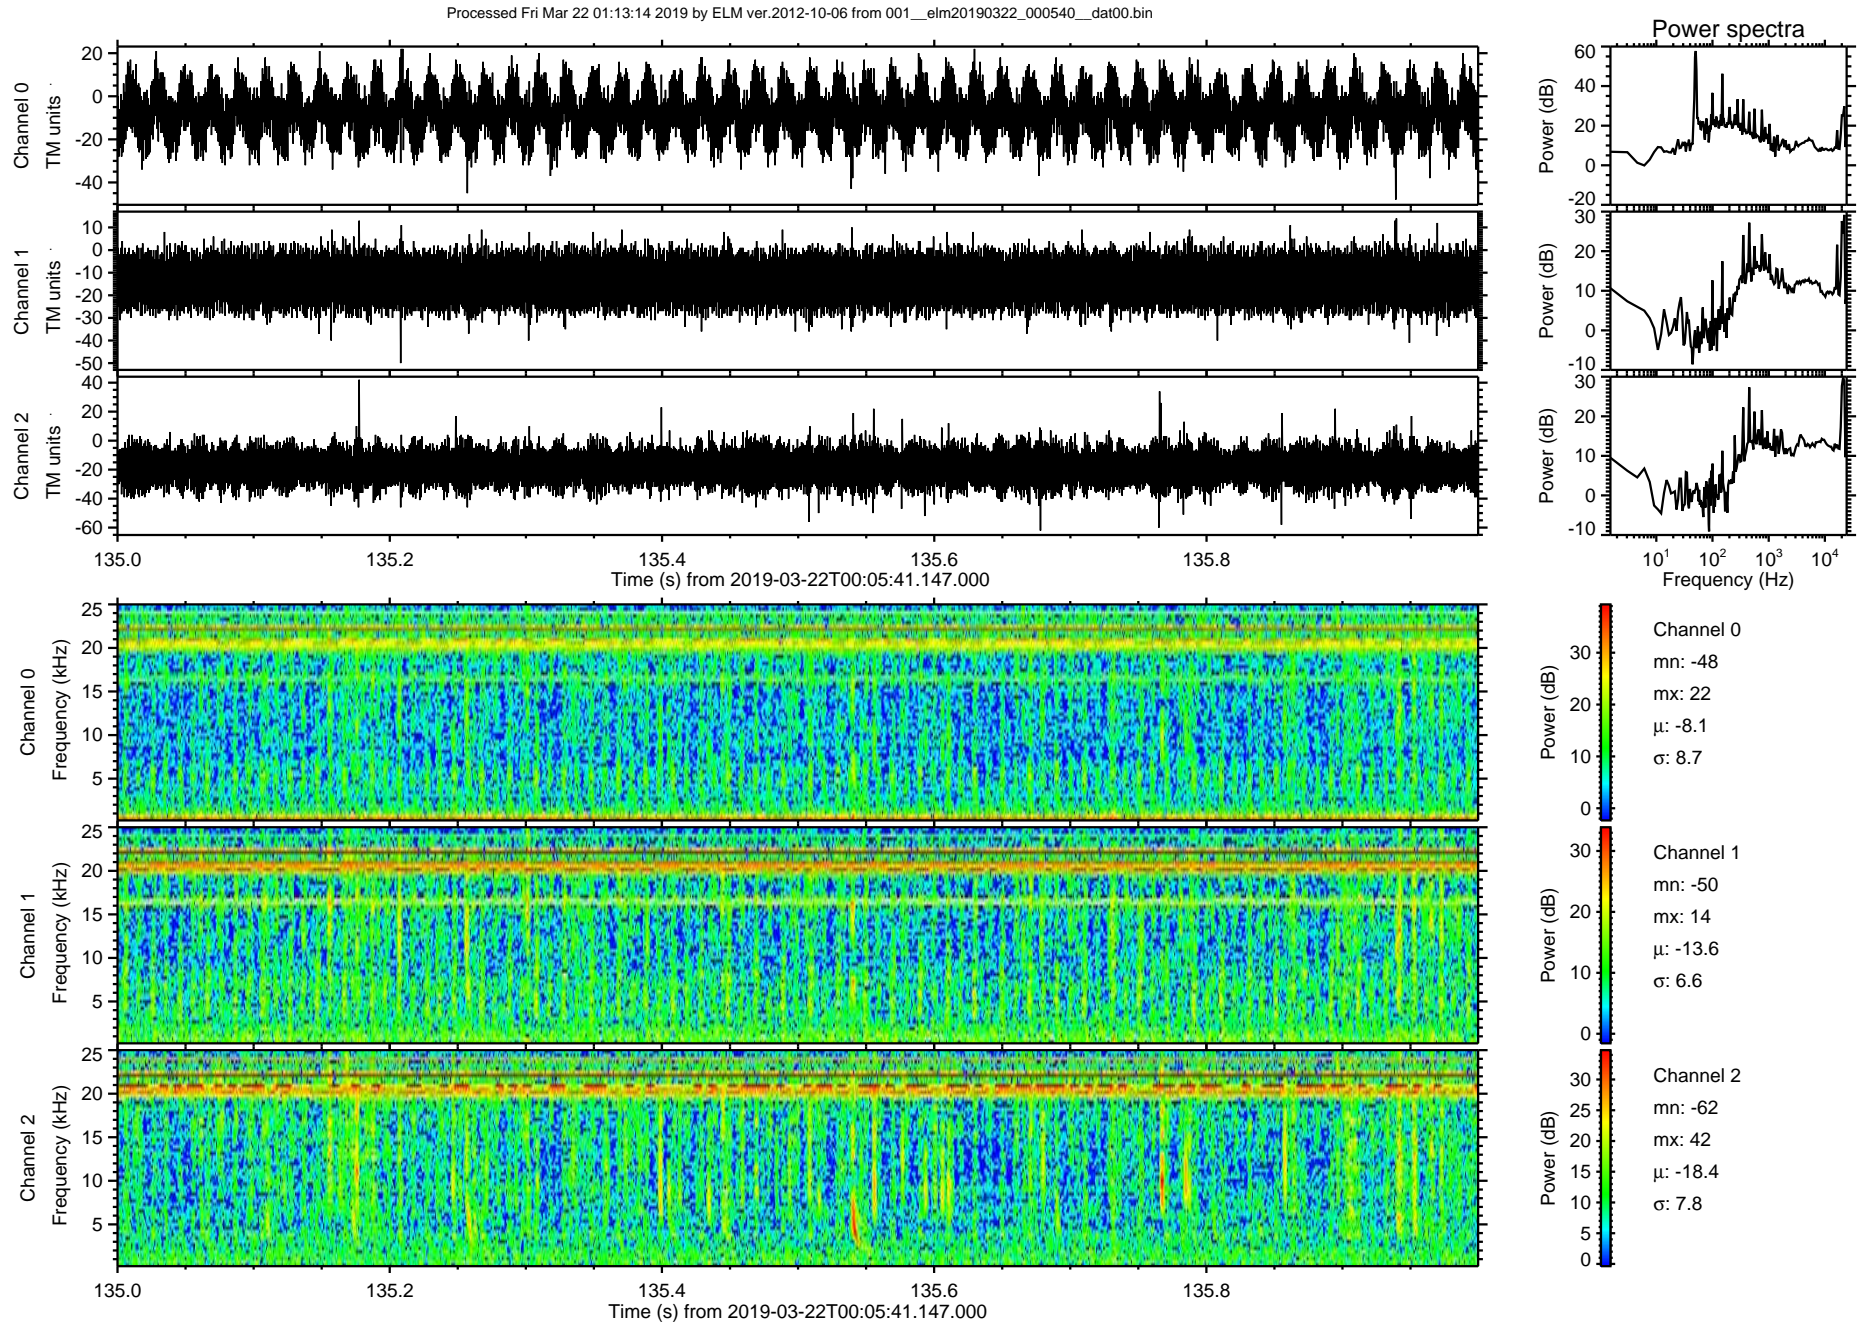 Processed Fri Mar 22 01:13:14 2019 by ELM ver.2012-10-06 from 001__elm20190322_000540__dat00.bin
Power spectra
Channel 0
TM units
20
0
-20
-40
Power (dB)
60
40
20
0
-20
Channel 1
TM units
10
0
-10
-20
-30
-40
-50
Power (dB)
30
20
10
0
-10
Channel 2
TM units
40
20
0
-20
-40
-60
Power (dB)
30
20
10
0
-10
135.0 135.2 135.4 135.6 135.8
Time (s) from 2019-03-22T00:05:41.147.000
10^1 10^2 10^3 10^4
Frequency (Hz)
Channel 0
Frequency (kHz)
25
20
15
10
5
Power (dB)
30
20
10
0
Channel 0
mn: -48
mx: 22
μ: -8.1
σ: 8.7
Channel 1
Frequency (kHz)
25
20
15
10
5
Power (dB)
30
20
10
0
Channel 1
mn: -50
mx: 14
μ: -13.6
σ: 6.6
Channel 2
Frequency (kHz)
25
20
15
10
5
Power (dB)
30
25
20
15
10
5
0
Channel 2
mn: -62
mx: 42
μ: -18.4
σ: 7.8
135.0 135.2 135.4 135.6 135.8
Time (s) from 2019-03-22T00:05:41.147.000